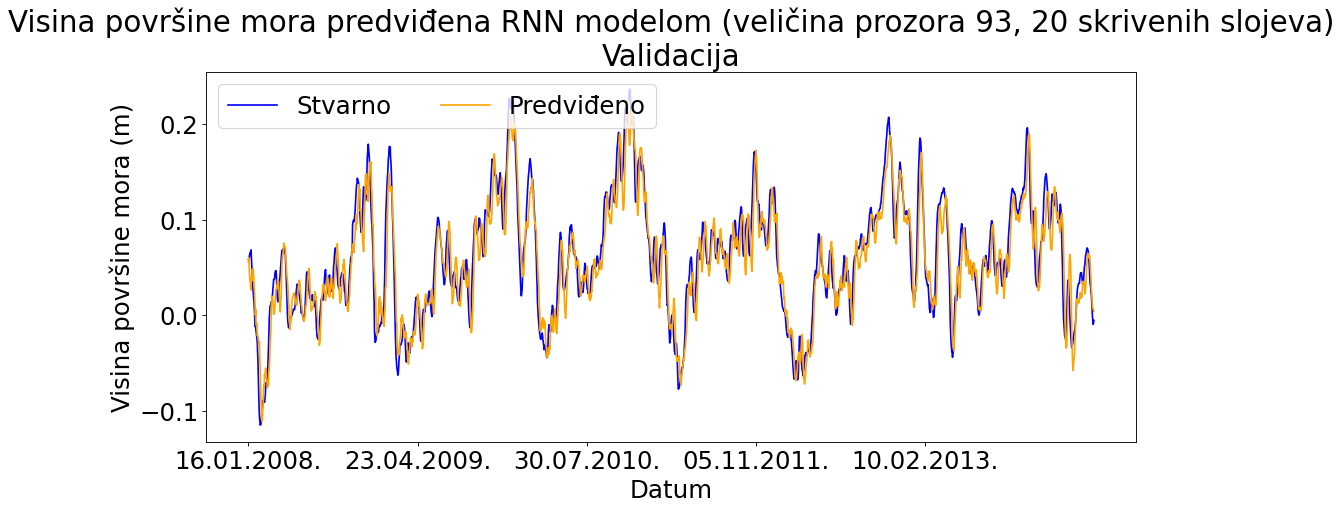 Visina površine mora predviđena RNN modelom (veličina prozora 93, 20 skrivenih slojeva)
Validacija
Stvarno Predviđeno
Visina površine mora (m)
0.2
0.1
0.0
−0.1
16.01.2008. 23.04.2009. 30.07.2010. 05.11.2011. 10.02.2013.
Datum